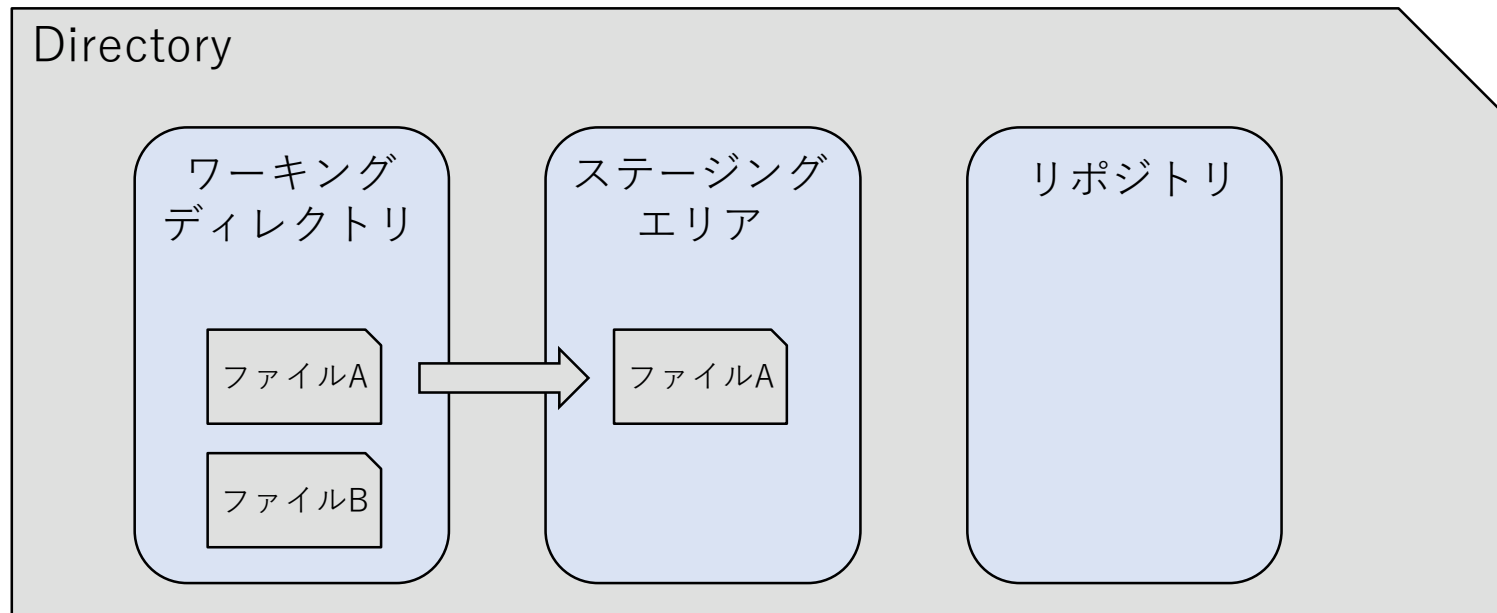 Directory
ワーキング
ディレクトリ
ステージング
エリア
リポジトリ
ファイルA
ファイルA
ファイルB